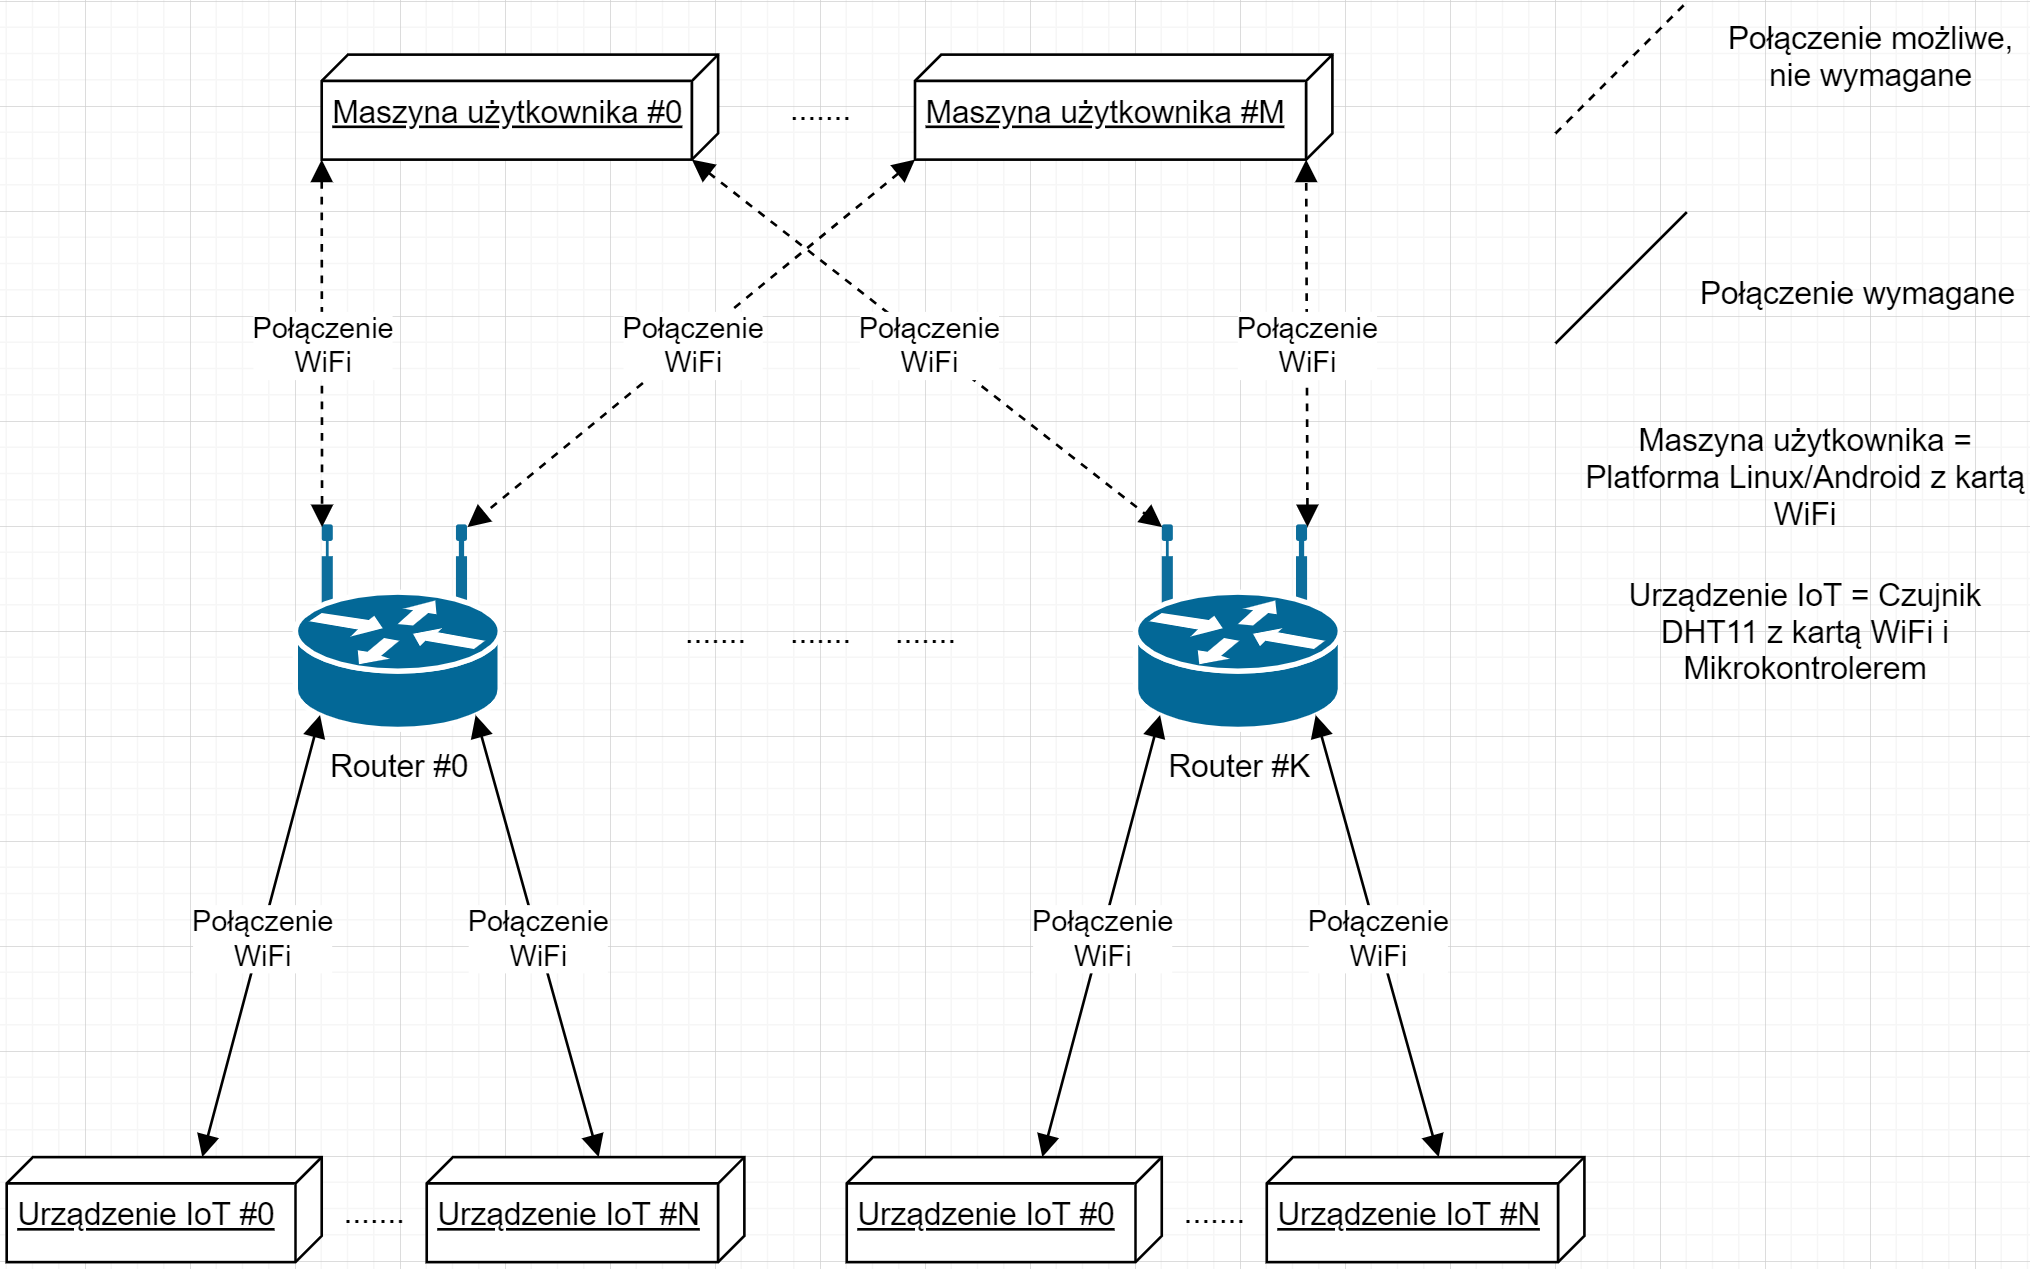 Maszyna użytkownika #0
.......
Maszyna użytkownika #M
Połączenie możliwe,
nie wymagane
Połączenie wymagane
Połączenie
WiFi
Połączenie
WiFi
Połączenie
WiFi
Połączenie
WiFi
Maszyna użytkownika =
Platforma Linux/Android z kartą
WiFi
Urządzenie IoT = Czujnik
DHT11 z kartą WiFi i
Mikrokontrolerem
....... ....... .......
Router #0
Router #K
Połączenie
WiFi
Połączenie
WiFi
Połączenie
WiFi
Połączenie
WiFi
Urządzenie IoT #0
.......
Urządzenie IoT #N
Urządzenie IoT #0
.......
Urządzenie IoT #N